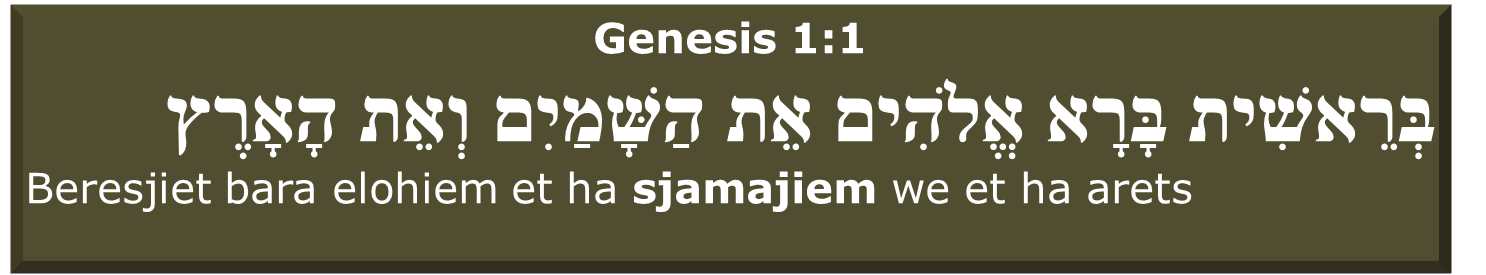 Genesis 1:1
בְּרֵאשִׁית בָּרָא אֱלֹהִים אֵת הַשָּׁמַיִם וְאֵת הָאָרֶץ
Beresjiet bara elohiem et ha sjamajiem we et ha arets